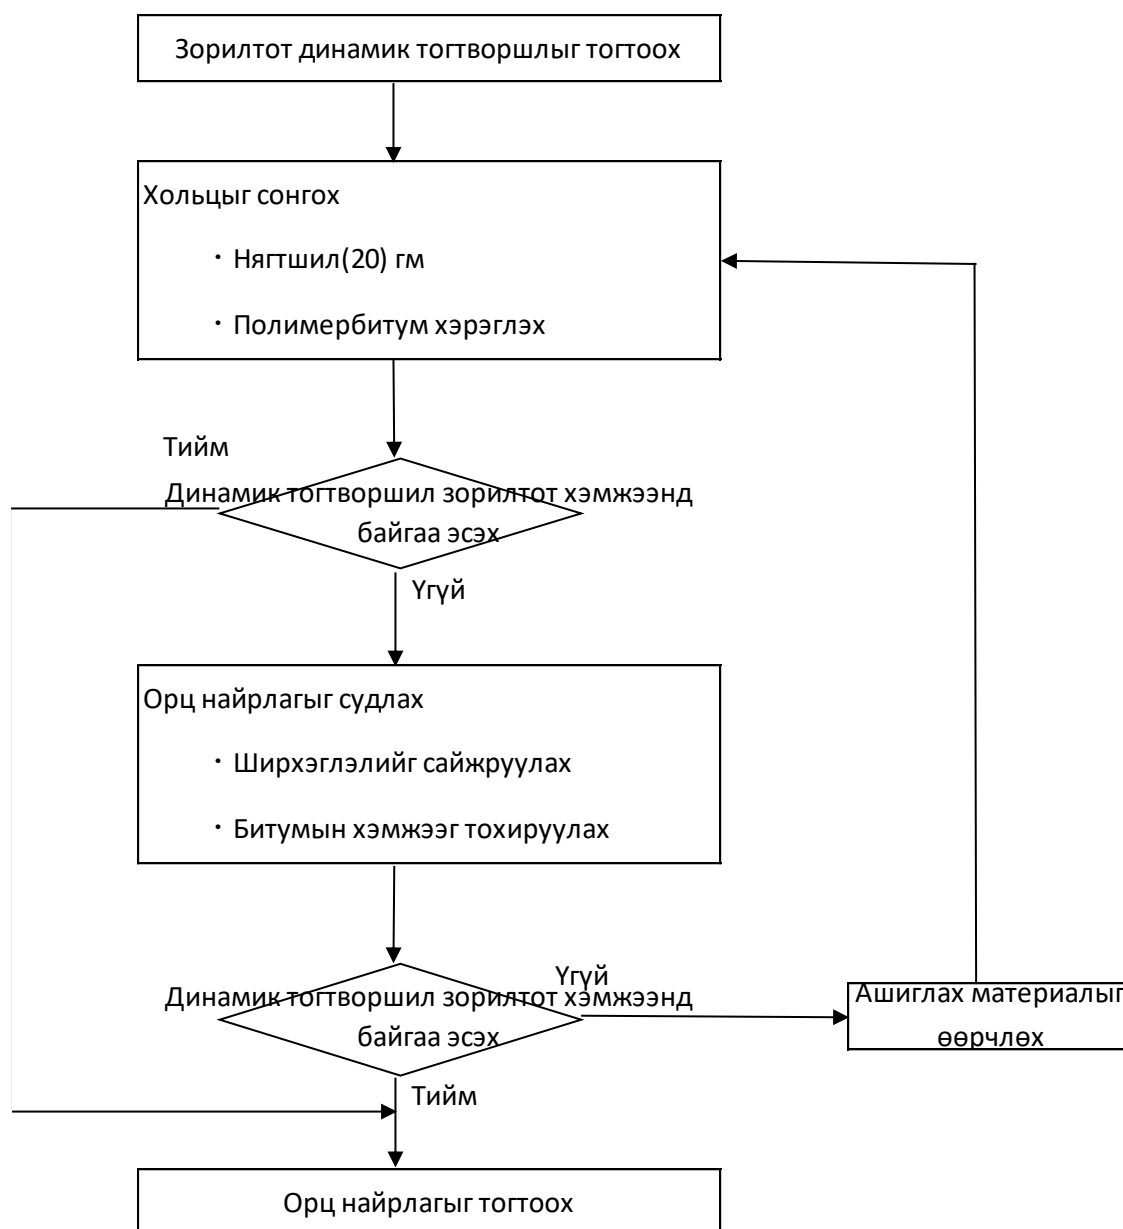 Зорилтот динамик тогтворшлыг тогтоох
Хольцыг сонгох
・Нягтшил(20) гм
・Полимербитум хэрэглэх
Тийм
Динамик тогтворшил зорилтот хэмжээнд
байгаа эсэх
Үгүй
Орц найрлагыг судлах
・Ширхэглэлийг сайжруулах
・Битумын хэмжээг тохируулах
Динамик тогтворшил зорилтот хэмжээнд
байгаа эсэх
Үгүй
Ашиглах материалыг
өөрчлөх
Тийм
Орц найрлагыг тогтоох